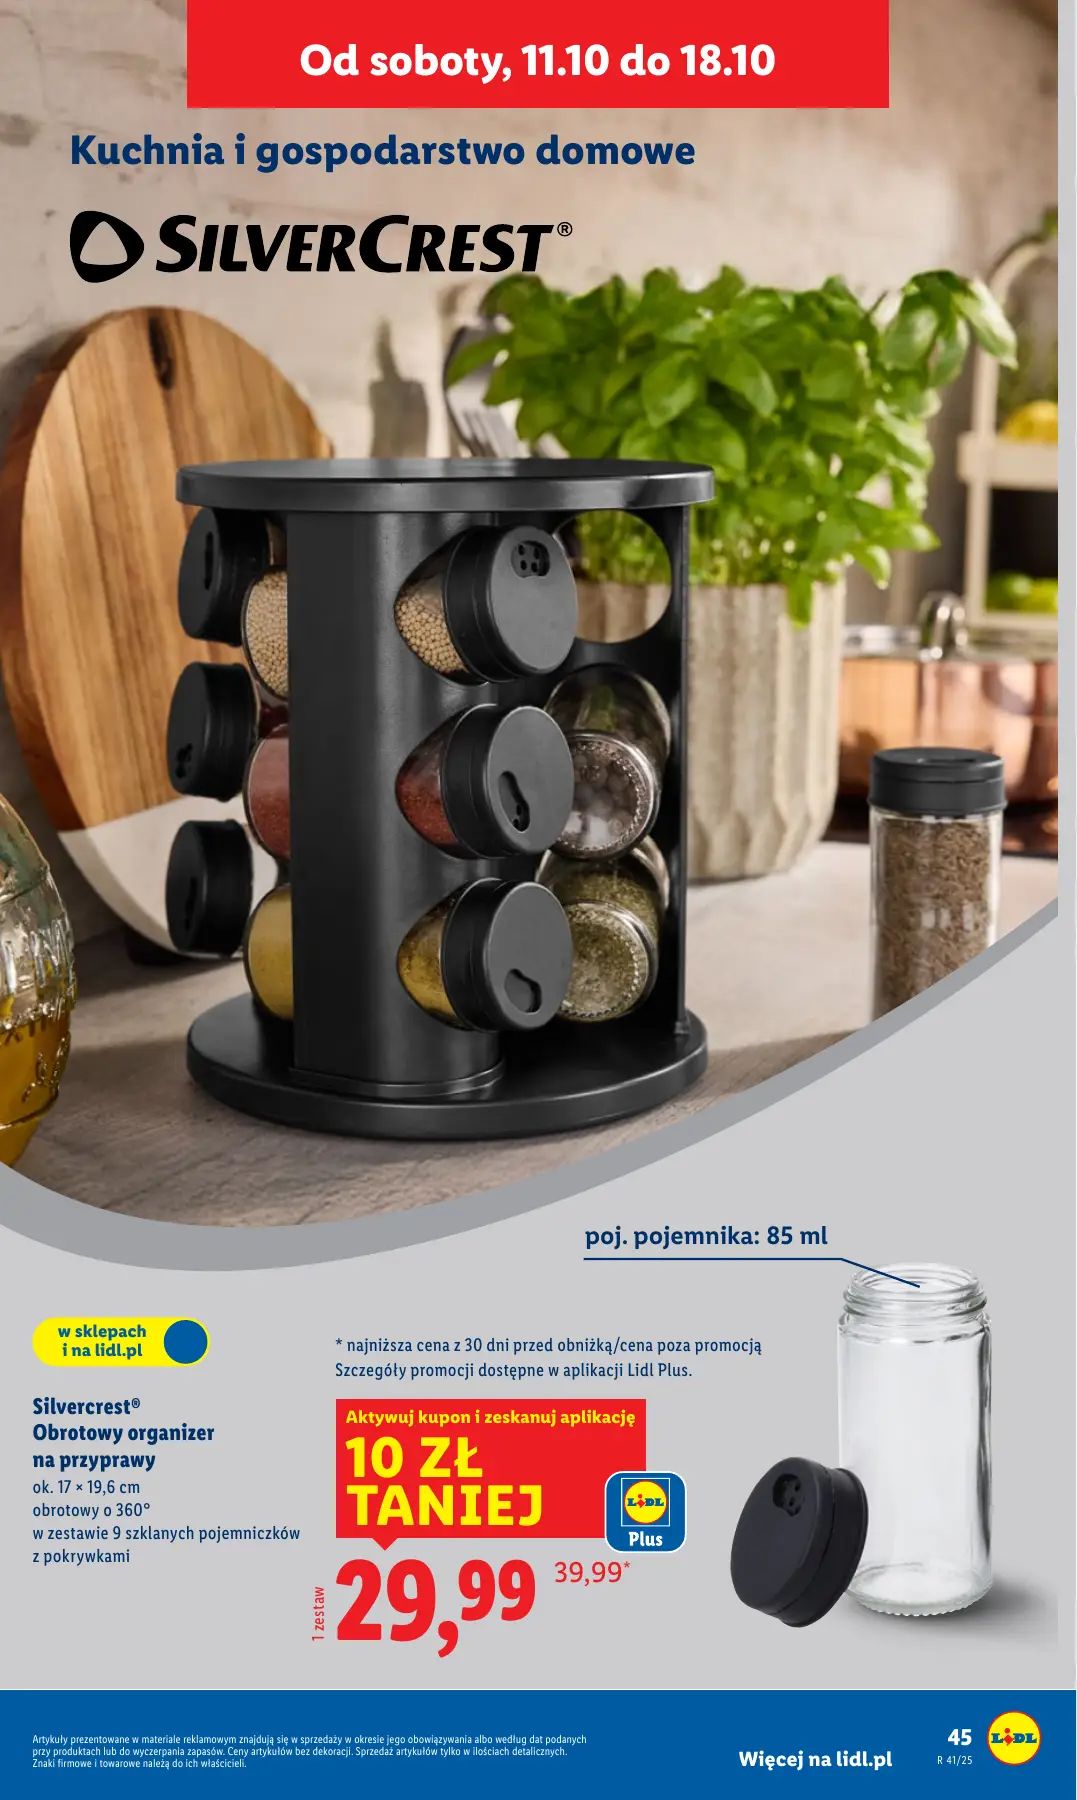 Od soboty, 11.10 do 18.10
Kuchnia i gospodarstwo domowe
SILVERCREST®
poj. pojemnika: 85 ml
w sklepach
i na lidl.pl
* najniższa cena z 30 dni przed obniżką/cena poza promocją
Szczegóły promocji dostępne w aplikacji Lidl Plus.
Silvercrest®
Obrotowy organizer
na przyprawy
ok. 17 × 19,6 cm
obrotowy o 360°
w zestawie 9 szklanych pojemniczków
z pokrywkami
Aktywuj kupon i zeskanuj aplikację
10 ZŁ
TANIEJ
LIDL
Plus
1 zestaw
29,99
39,99*
Artykuły prezentowane w materiale reklamowym znajdują się w sprzedaży w okresie jego obowiązywania albo według dat podanych
przy produktach lub do wyczerpania zapasów. Ceny artykułów bez dekoracji. Sprzedaż artykułów tylko w ilościach detalicznych.
Znaki firmowe i towarowe należą do ich właścicieli.
Więcej na lidl.pl
45
R 41/25
LIDL